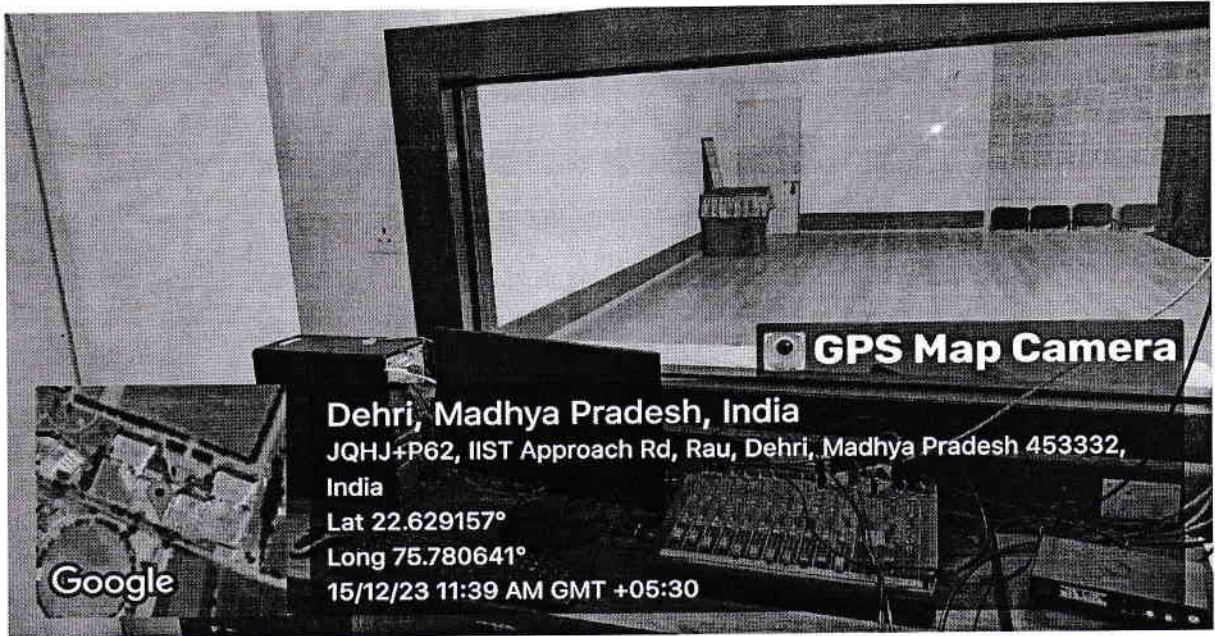 GPS Map Camera
Dehri, Madhya Pradesh, India
JQHJ+P62, IIST Approach Rd, Rau, Dehri, Madhya Pradesh 453332,
India
Lat 22.629157°
Long 75.780641°
15/12/23 11:39 AM GMT +05:30
Google